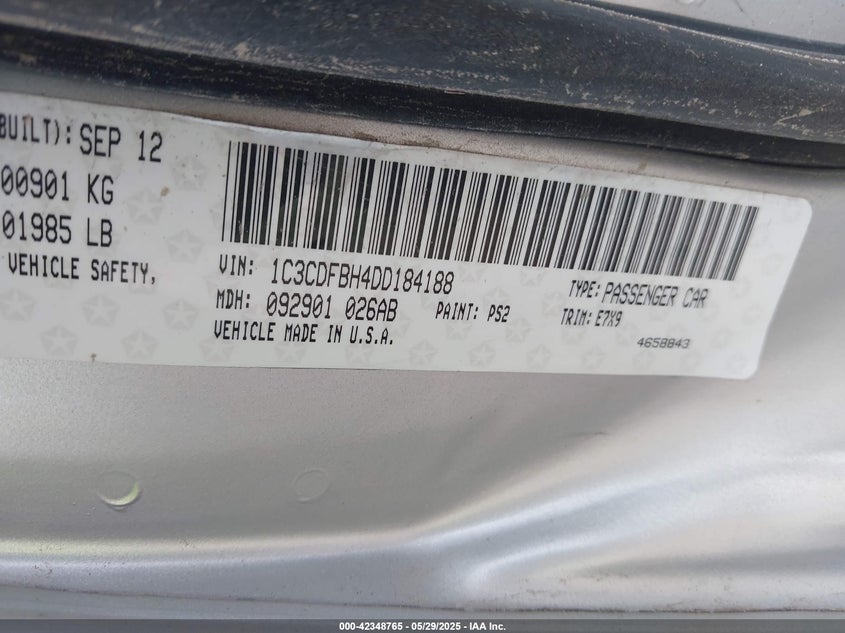 BUILT): SEP 12
00901 KG
01985 LB
VEHICLE SAFETY,
VIN: 1C3CDFBH4DD184188
TYPE: PASSENGER CAR
MDH: 092901 026AB
PAINT: PS2
TRIM: E7X9
VEHICLE MADE IN U.S.A.
4658843
000-42348765 - 05/29/2025 - IAA Inc.